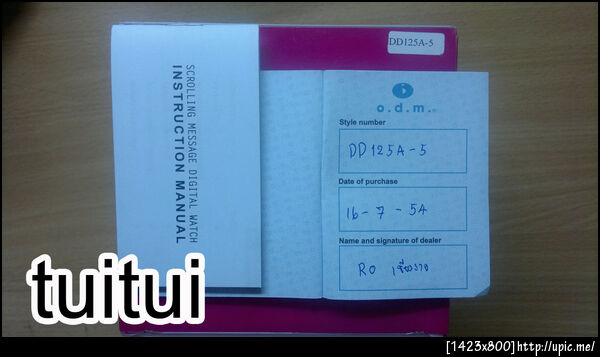 DD125A-5
SCROLLING MESSAGE DIGITAL WATCH
INSTRUCTION MANUAL
o.d.m.
Style number
DD125A-5
Date of purchase
16-7-54
Name and signature of dealer
RO เชียงราย
tuitui
[1423x800]http://upic.me/